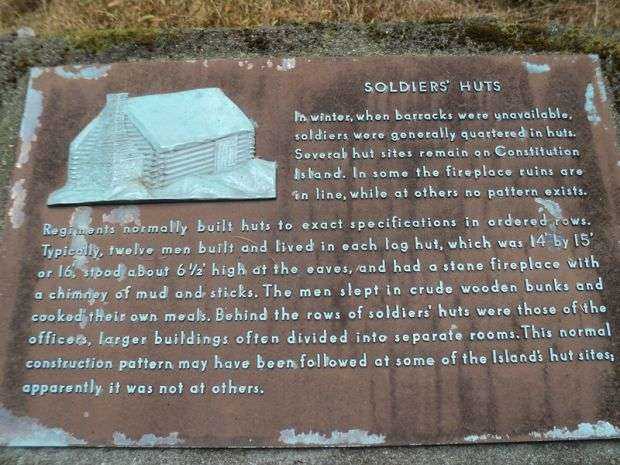 SOLDIERS' HUTS
In winter, when barracks were unavailable,
soldiers were generally quartered in huts.
Several hut sites remain on Constitution
Island. In some the fireplace ruins are
in line, while at others no pattern exists.
Regiments normally built huts to exact specifications in ordered rows.
Typically, twelve men built and lived in each log hut, which was 14' by 15'
or 16', stood about 6½' high at the eaves, and had a stone fireplace with
a chimney of mud and sticks. The men slept in crude wooden bunks and
cooked their own meals. Behind the rows of soldiers' huts were those of the
officers, larger buildings often divided into separate rooms. This normal
construction pattern may have been followed at some of the Island's hut sites;
apparently it was not at others.